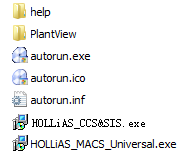 help
PlantView
autorun.exe
autorun.ico
autorun.inf
HOLLiAS_CCS&SIS.exe
HOLLiAS_MACS_Universal.exe